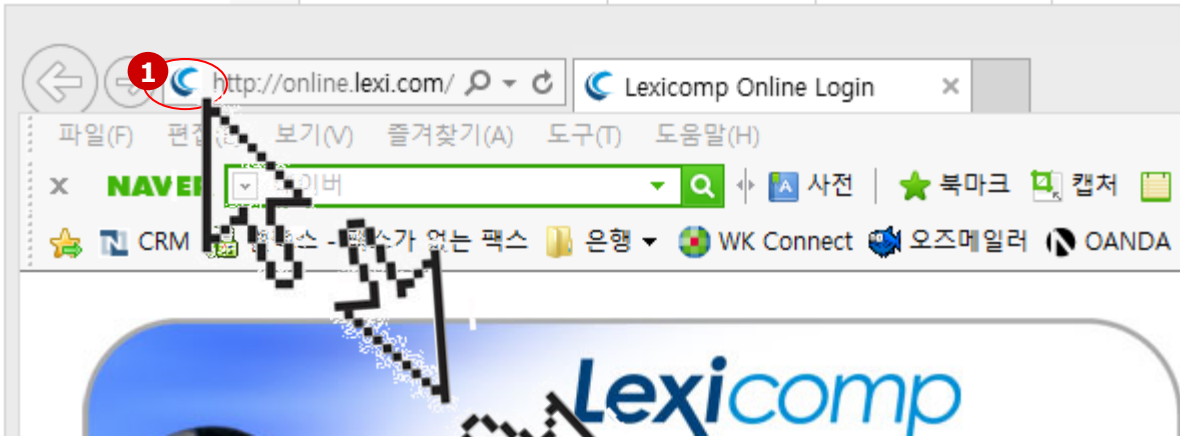 1
http://online.lexi.com/ Lexicomp Online Login
파일(F) 보기(V) 즐겨찾기(A) 도구(T) 도움말(H)
사전 북마크 캡처
CRM 없는 팩스 은행 WK Connect 오즈메일러 OANDA
Lexicomp